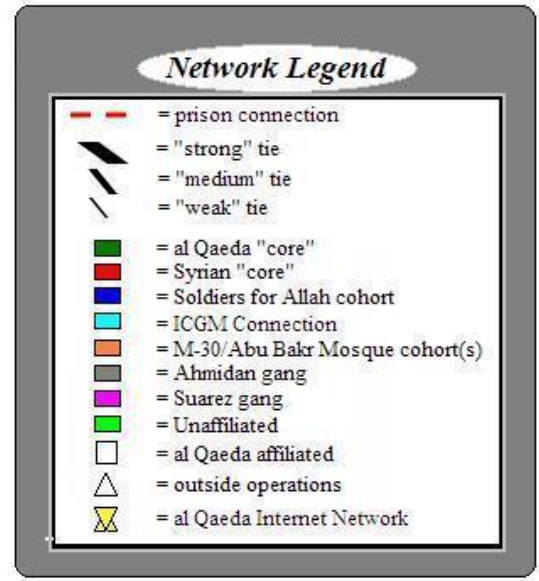 Network Legend
= prison connection
= "strong" tie
= "medium" tie
= "weak" tie
= al Qaeda "core"
= Syrian "core"
= Soldiers for Allah cohort
= ICGM Connection
= M-30/Abu Bakr Mosque cohort(s)
= Ahmidan gang
= Suarez gang
= Unaffiliated
= al Qaeda affiliated
= outside operations
= al Qaeda Internet Network